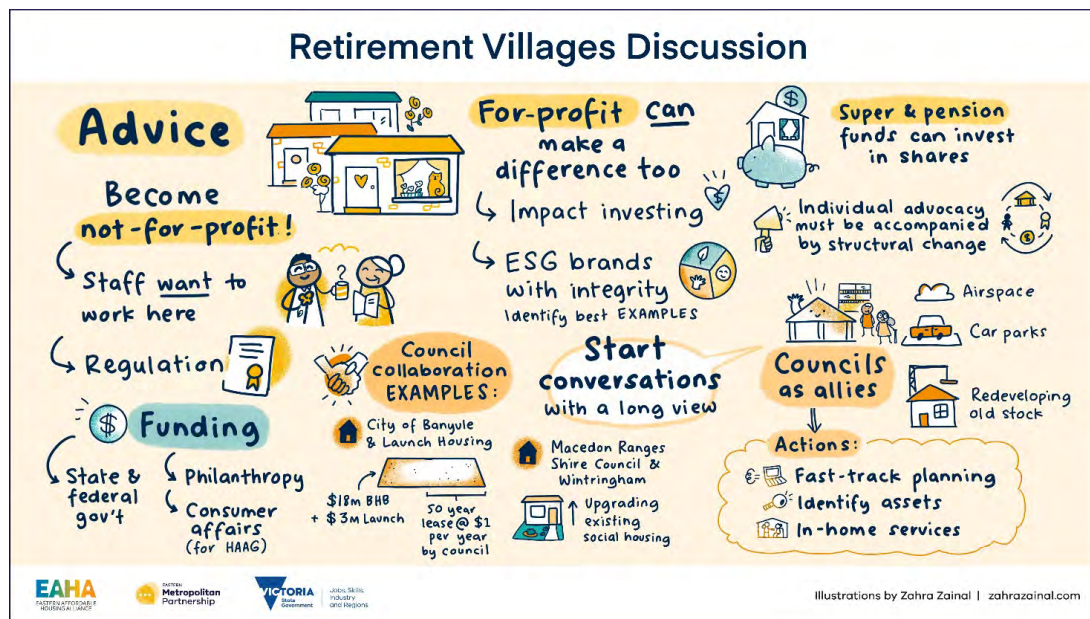 Retirement Villages Discussion
Advice
Become
not-for-profit!
Staff want to
work here
Regulation
?
$
Funding
State &
federal
gov't
Philanthropy
Consumer
affairs
(for HAAG)
For-profit can
make a
difference too
Impact investing
$
ESG brands
with integrity
Identify best EXAMPLES
Council
collaboration
EXAMPLES:
City of Banyule
& Launch Housing
$18m BHB
+ $3m Launch
50 year
lease @ $1
per year
by council
Start
conversations
with a long view
Macedon Ranges
Shire Council &
Wintringham
Upgrading
existing
social housing
$
Super & pension
funds can invest
in shares
Individual advocacy
must be accompanied
by structural change
$
Councils
as allies
Airspace
Car parks
Redeveloping
old stock
Actions:
Fast-track planning
Identify assets
In-home services
EAHA
EASTERN AFFORDABLE
HOUSING ALLIANCE
EASTERN
Metropolitan
Partnership
VICTORIA
State
Government
Jobs, Skills,
Industry
and Regions
Illustrations by Zahra Zainal | zahrazainal.com